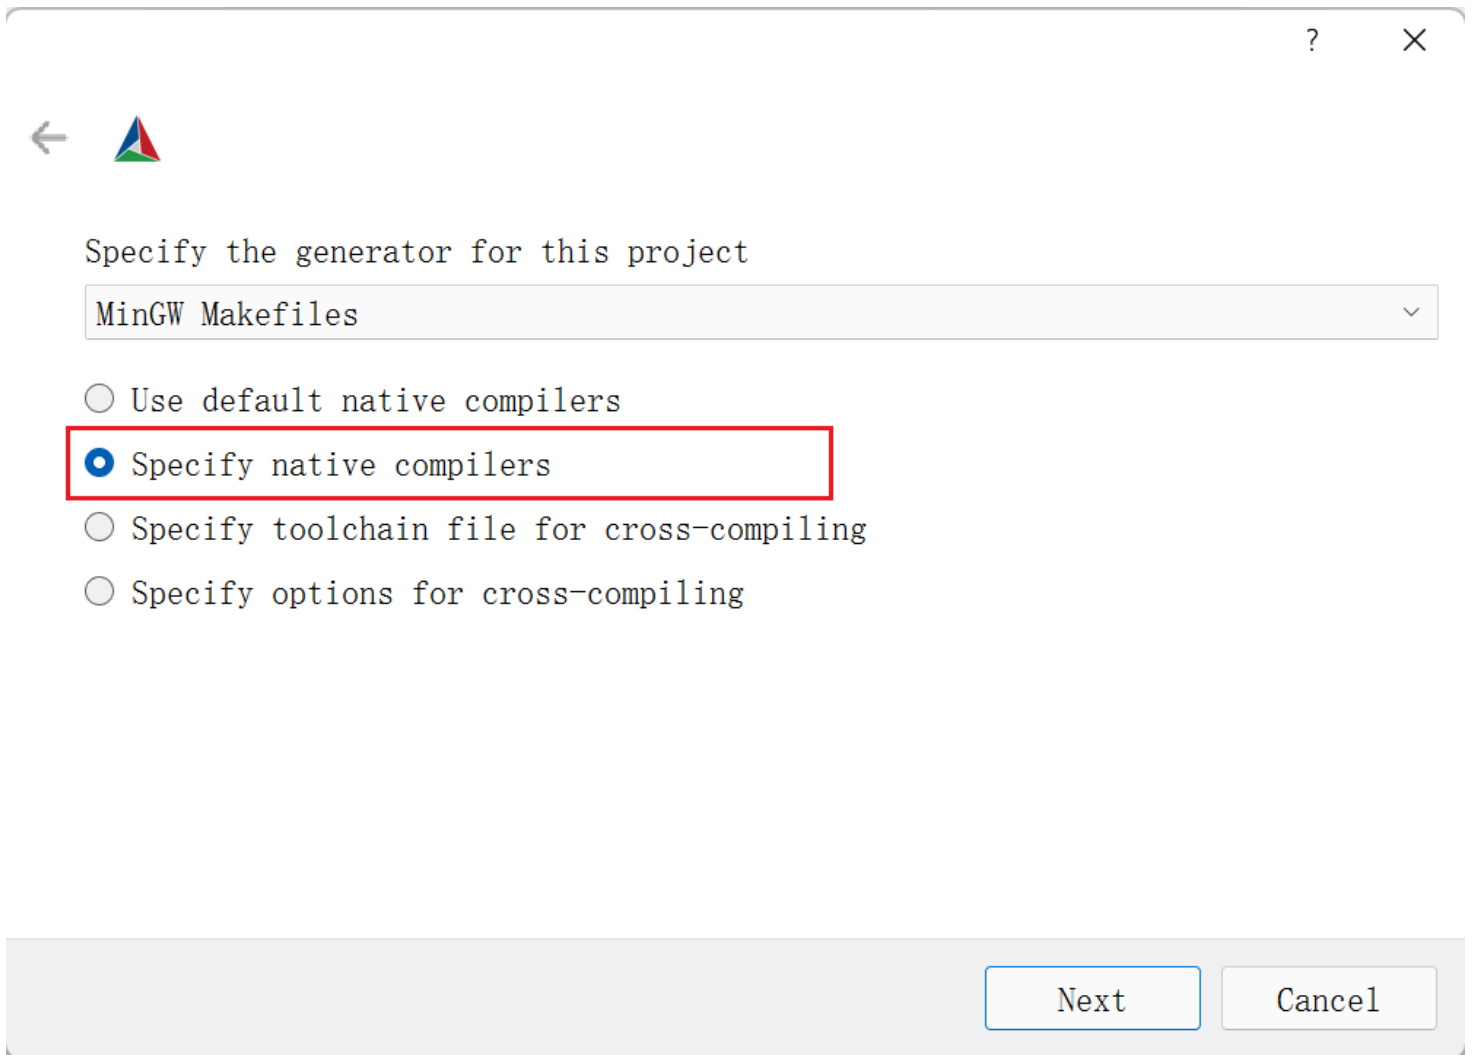 ?
Specify the generator for this project
MinGW Makefiles
Use default native compilers
Specify native compilers
Specify toolchain file for cross-compiling
Specify options for cross-compiling
Next
Cancel